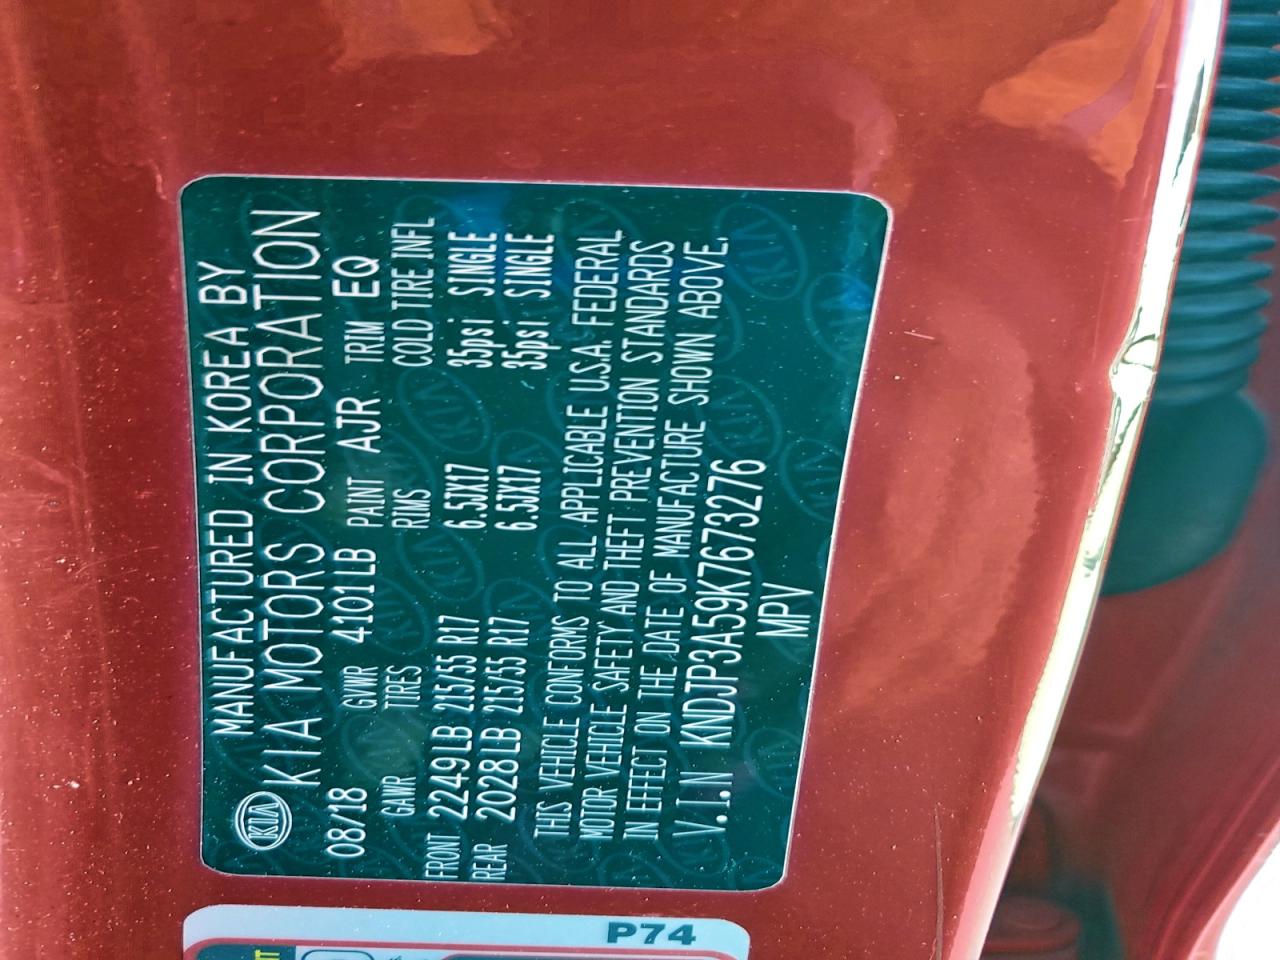 MANUFACTURED IN KOREA BY
KIA KIA MOTORS CORPORATION
08/18 GVWR 4101LB PAINT AJR TRIM EQ
GAWR TIRES RIMS COLD TIRE INFL
FRONT 2249LB 215/55 R17 6.5JX17 35psi SINGLE
REAR 2028LB 215/55 R17 6.5JX17 35psi SINGLE
THIS VEHICLE CONFORMS TO ALL APPLICABLE U.S.A. FEDERAL
MOTOR VEHICLE SAFETY AND THEFT PREVENTION STANDARDS
IN EFFECT ON THE DATE OF MANUFACTURE SHOWN ABOVE.
V.I.N KNDJP3A59K7673276
MPV
P74